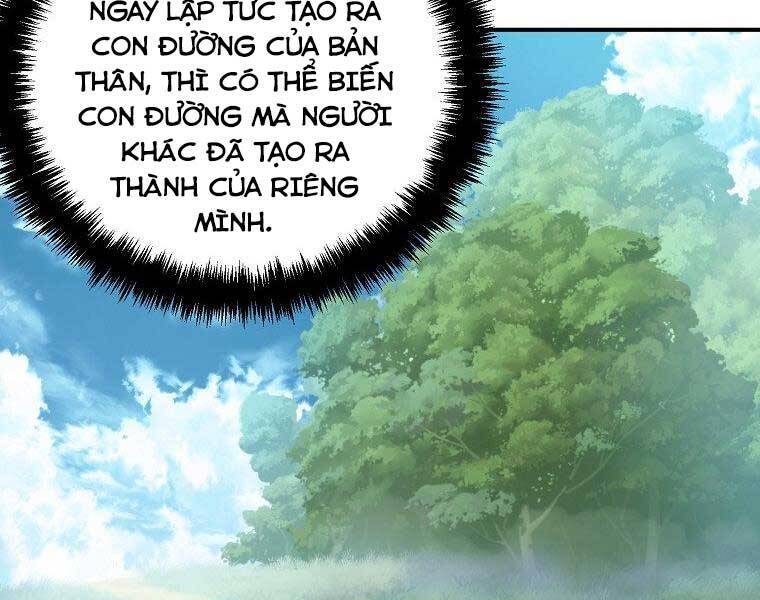 NGAY LẬP TỨC TẠO RA
CON ĐƯỜNG CỦA BẢN
THÂN, THÌ CÓ THỂ BIẾN
CON ĐƯỜNG MÀ NGƯỜI
KHÁC ĐÃ TẠO RA
THÀNH CỦA RIÊNG
MÌNH.